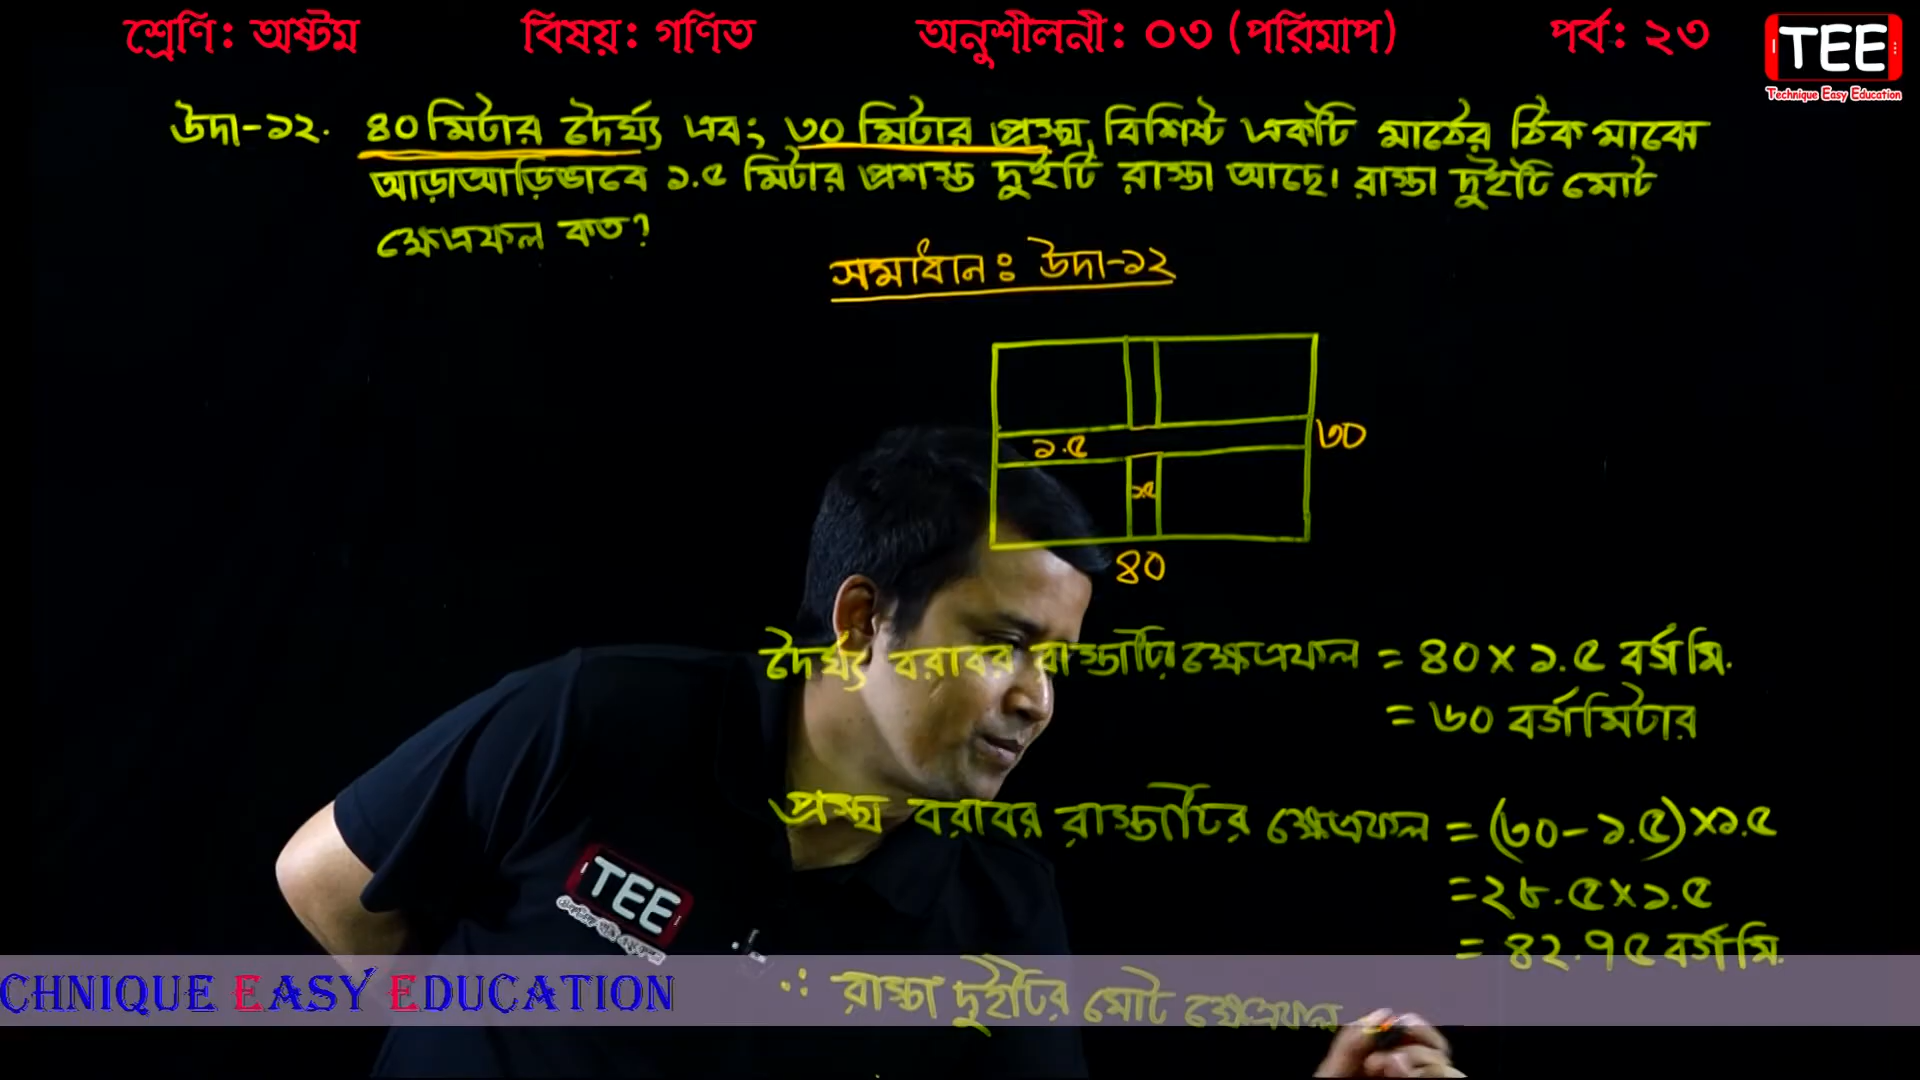 শ্রেণি: অষ্টম বিষয়: গণিত অনুশীলনী: ০৩ (পরিমাপ) পর্ব: ২৩
TEE
Technique Easy Education
উদা-১২. ৪০ মিটার দৈর্ঘ্য এবং ৩০ মিটার প্রস্থ বিশিষ্ট একটি মাঠের ঠিক মাঝে
আড়াআড়িভাবে ১.৫ মিটার প্রশস্ত দুইটি রাস্তা আছে। রাস্তা দুইটি মোট
ক্ষেত্রফল কত?
সমাধান ঃ উদা-১২
১.৫
৩০
১.৫
৪০
দৈর্ঘ্য বরাবর রাস্তাটির ক্ষেত্রফল = ৪০ × ১.৫ বর্গ মি.
= ৬০ বর্গমিটার
প্রস্থ বরাবর রাস্তাটির ক্ষেত্রফল = (৩০ - ১.৫) × ১.৫
= ২৮.৫ × ১.৫
= ৪২.৭৫ বর্গ মি.
TEE
CHNIQUE EASY EDUCATION
∴ রাস্তা দুইটির মোট ক্ষেত্রফল